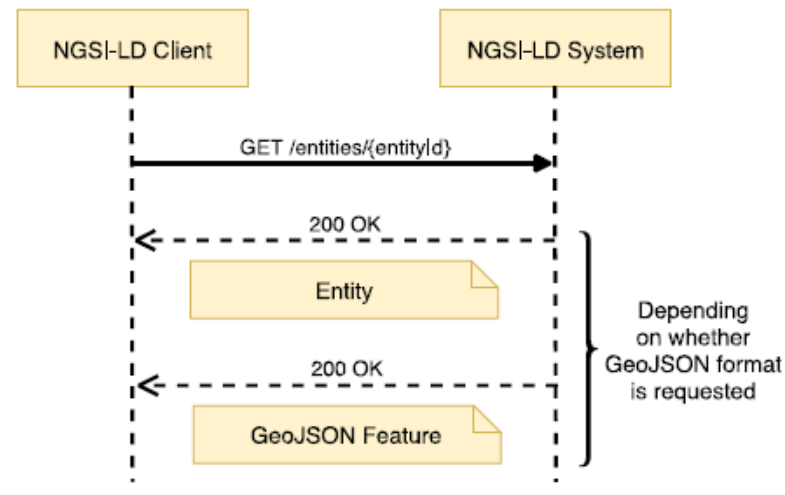 NGSI-LD Client
NGSI-LD System
GET /entities/{entityId}
200 OK
Entity
Depending
on whether
GeoJSON format
is requested
200 OK
GeoJSON Feature